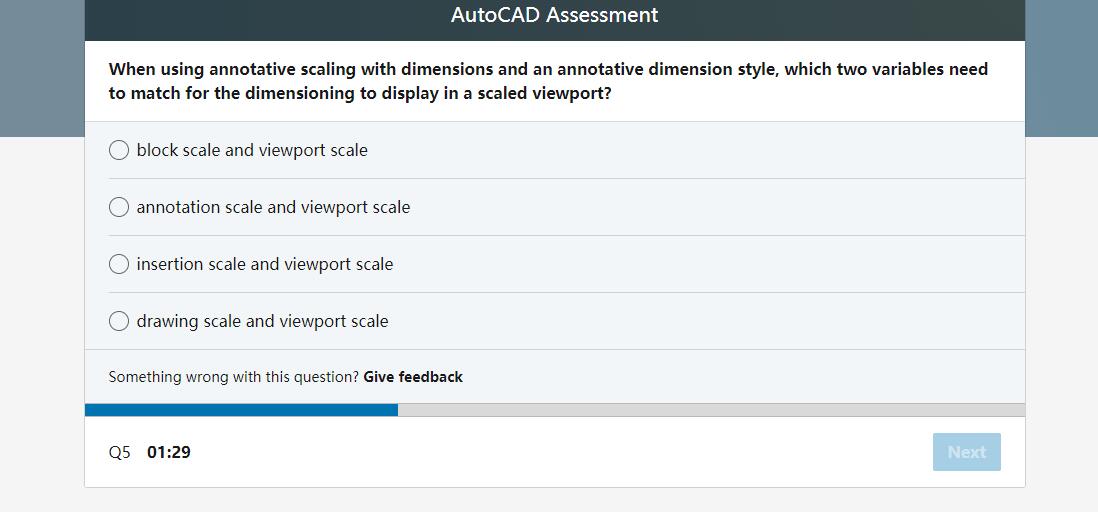 AutoCAD Assessment
When using annotative scaling with dimensions and an annotative dimension style, which two variables need
to match for the dimensioning to display in a scaled viewport?
block scale and viewport scale
annotation scale and viewport scale
insertion scale and viewport scale
drawing scale and viewport scale
Something wrong with this question? Give feedback
Q5 01:29
Next